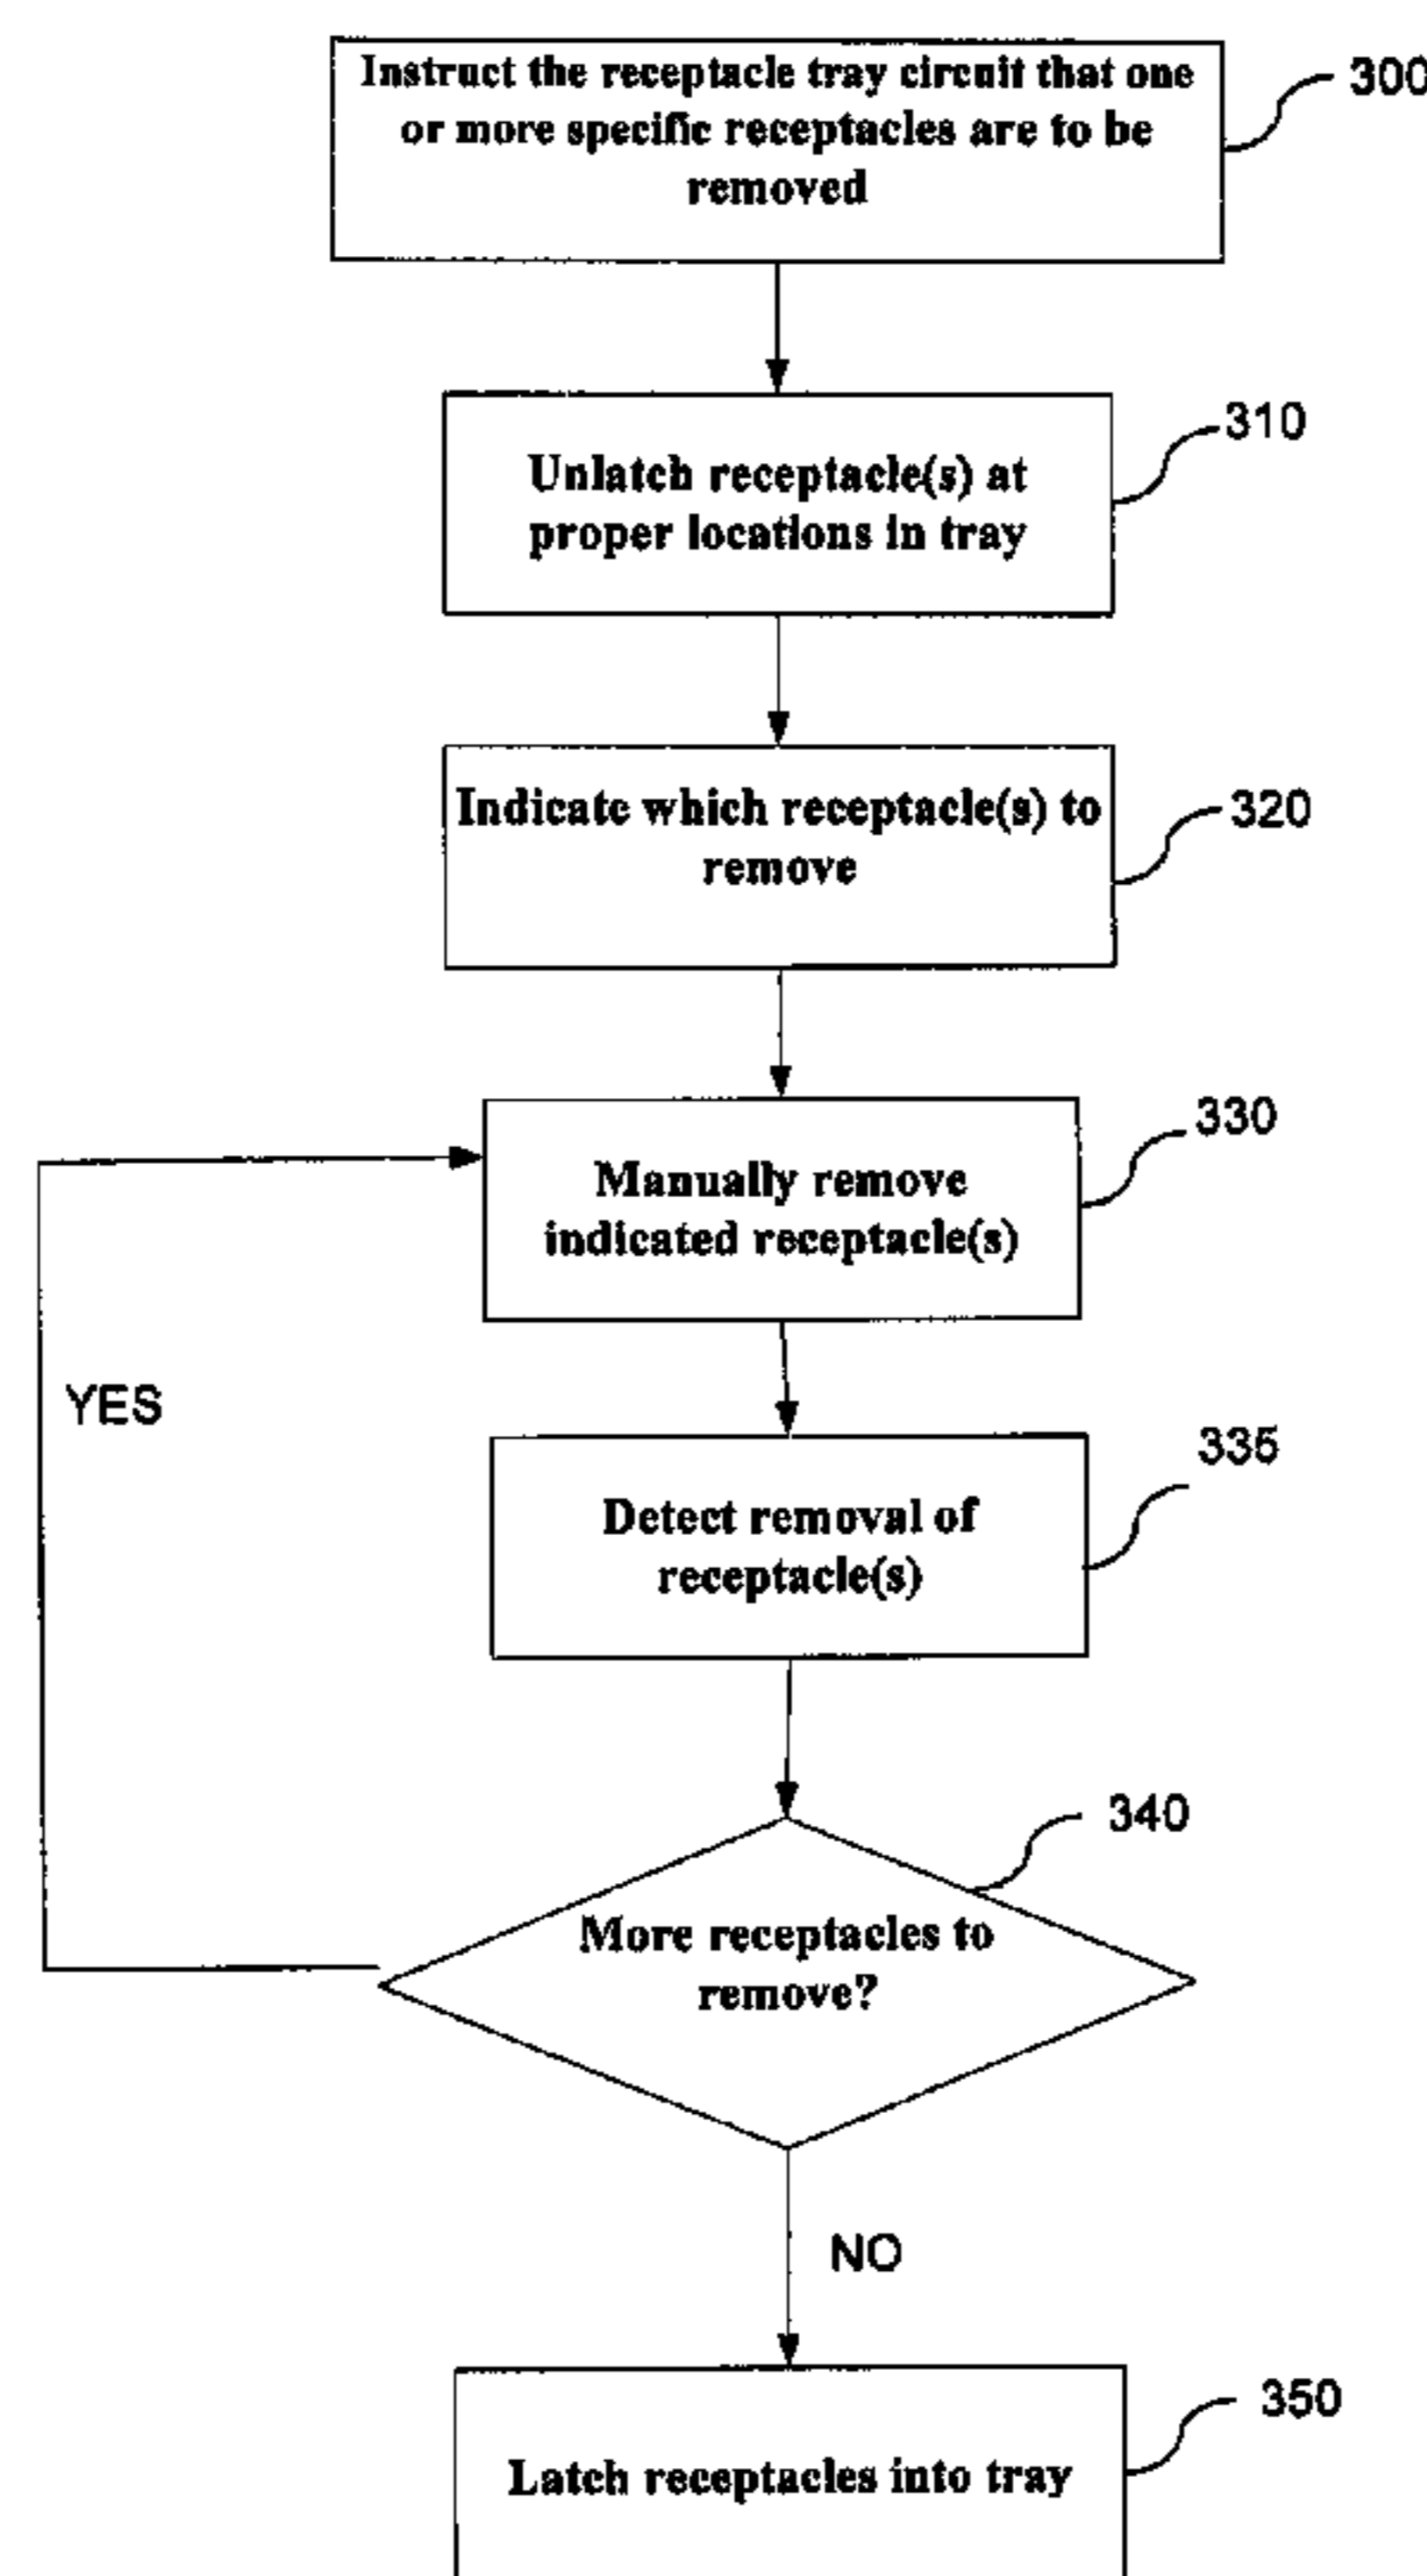 Instruct the receptacle tray circuit that one
or more specific receptacles are to be
removed
300
Unlatch receptacle(s) at
proper locations in tray
310
Indicate which receptacle(s) to
remove
320
Manually remove
indicated receptacle(s)
330
YES
Detect removal of
receptacle(s)
335
More receptacles to
remove?
340
NO
Latch receptacles into tray
350